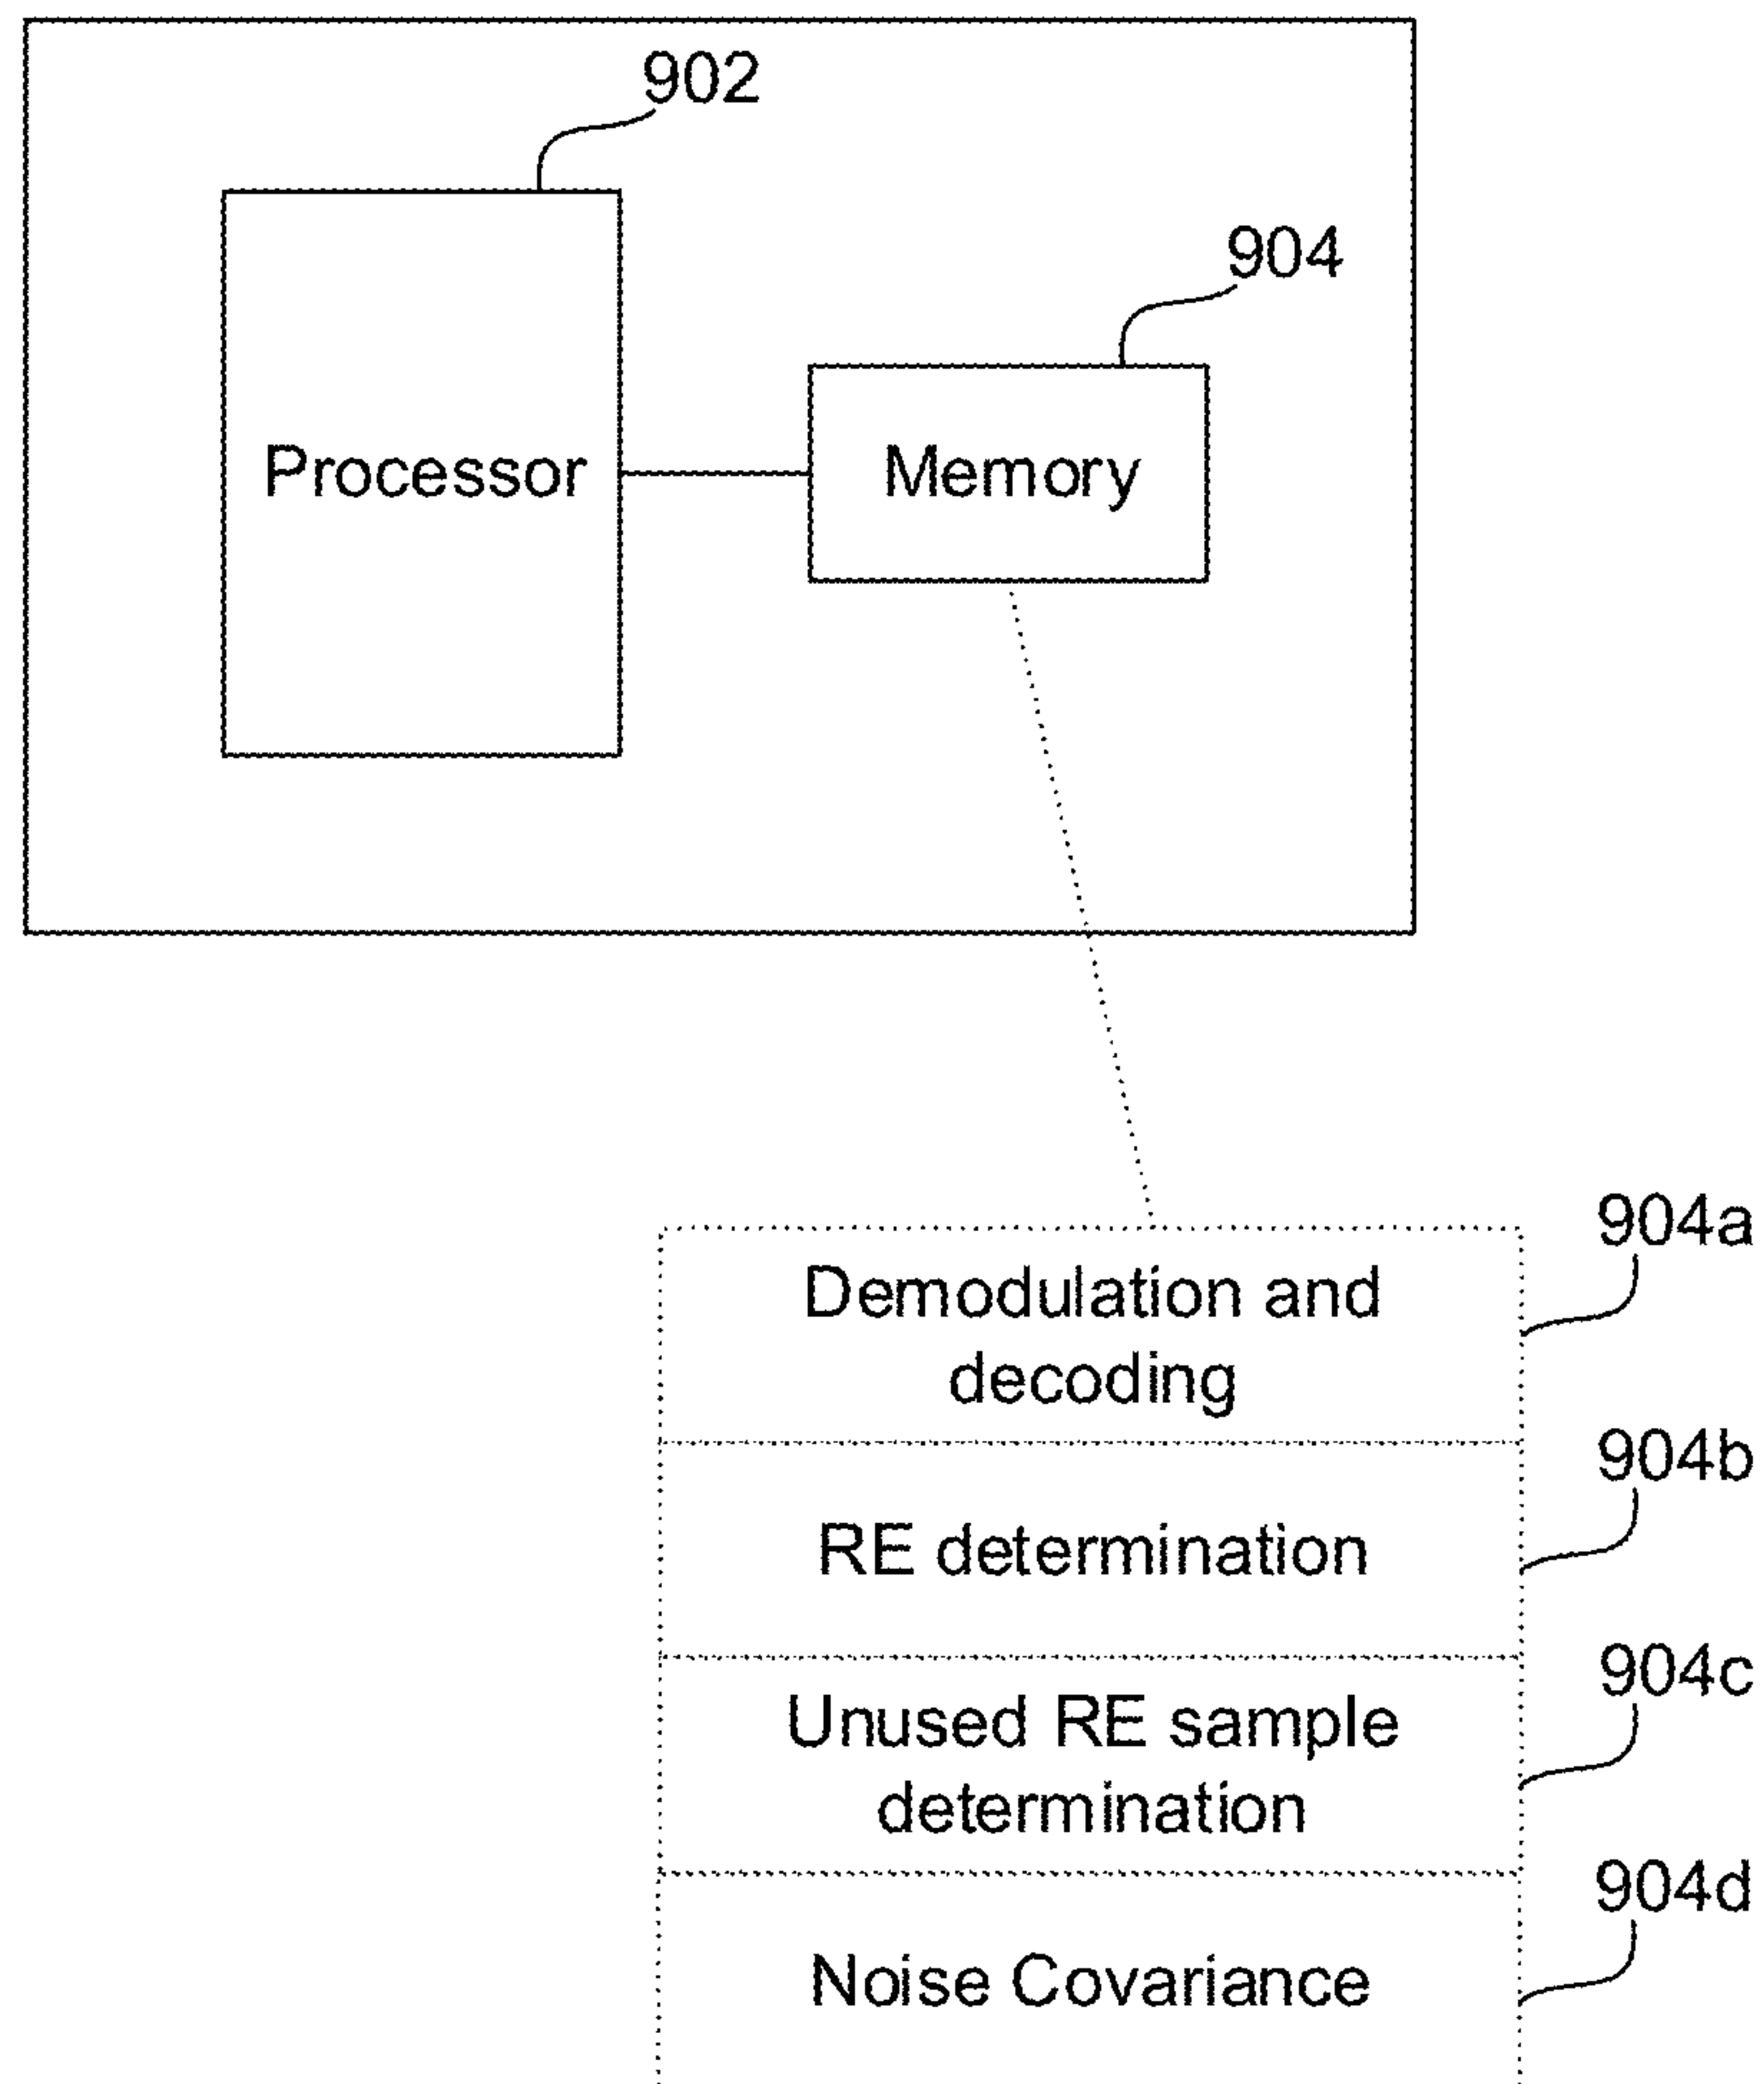 902
904
Processor
Memory
904a
Demodulation and
decoding
904b
RE determination
904c
Unused RE sample
determination
904d
Noise Covariance